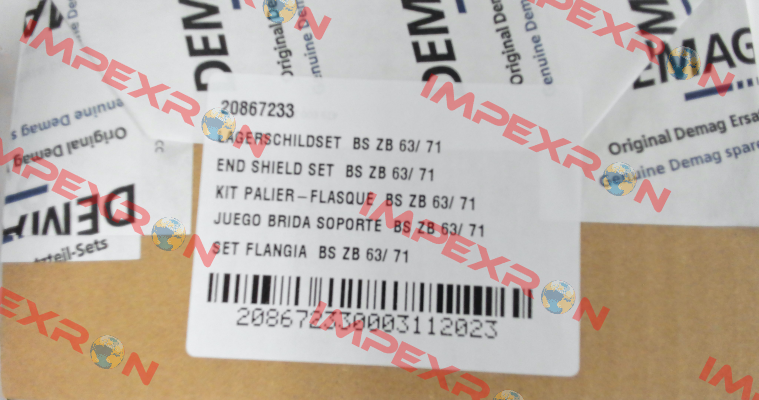 DEMAG
Original Demag Ersa
Genuine Demag spare
Original Demag
Genuine Demag s
DEMA
rzteil-Sets
20867233
LAGERSCHILDSET BS ZB 63/ 71
END SHIELD SET BS ZB 63/ 71
KIT PALIER-FLASQUE BS ZB 63/ 71
JUEGO BRIDA SOPORTE BS ZB 63/ 71
SET FLANGIA BS ZB 63/ 71
208672330003112023
IMPEXRON